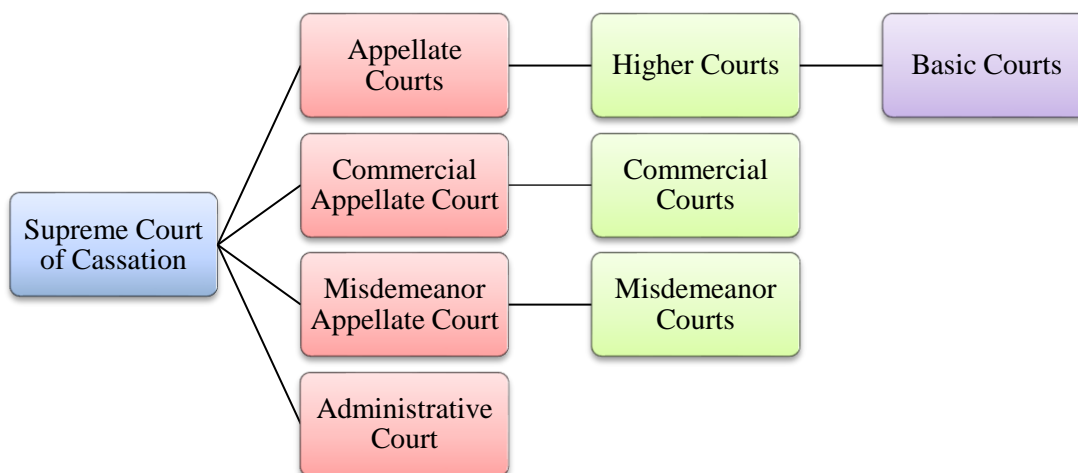 Appellate
Courts
Higher Courts
Basic Courts
Commercial
Appellate Court
Commercial
Courts
Supreme Court
of Cassation
Misdemeanor
Appellate Court
Misdemeanor
Courts
Administrative
Court